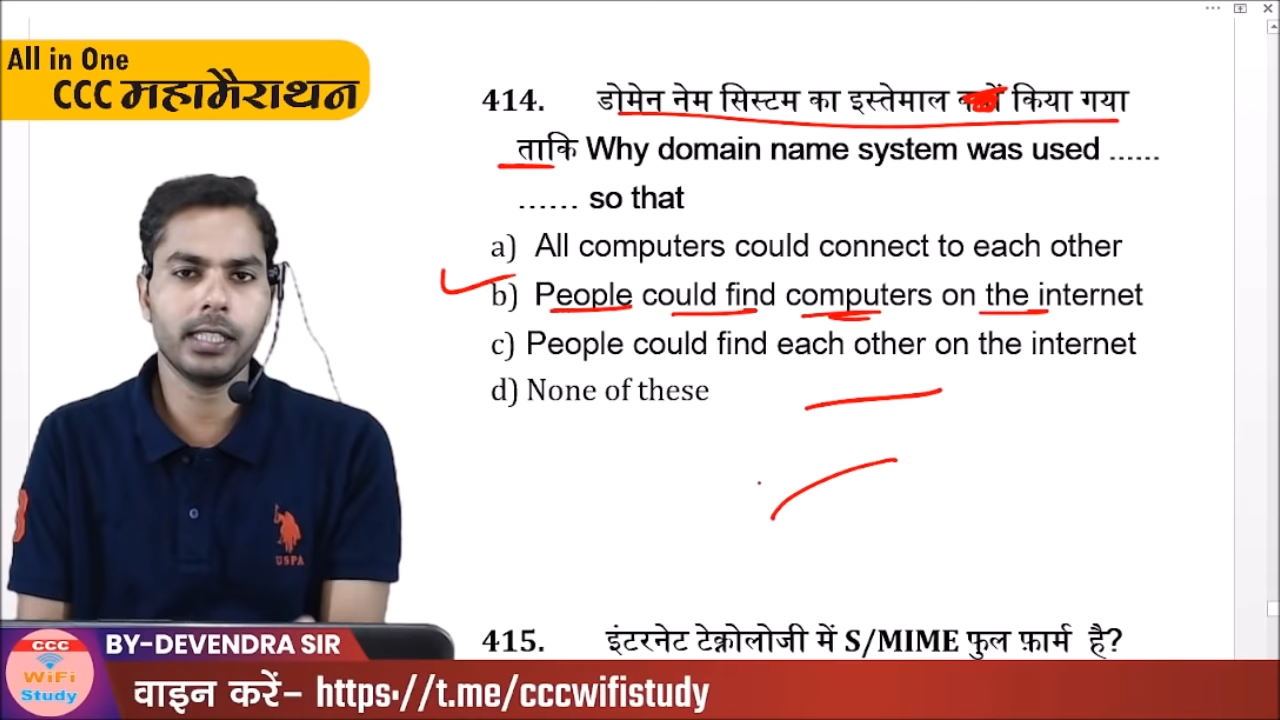 All in One
CCC महामैराथन
414. डोमेन नेम सिस्टम का इस्तेमाल किया गया
ताकि Why domain name system was used ......
...... so that
a) All computers could connect to each other
b) People could find computers on the internet
c) People could find each other on the internet
d) None of these
USPA
415. इंटरनेट टेक्नोलोजी में S/MIME फुल फ़ार्म है?
CCC
WiFi
Study
BY-DEVENDRA SIR
वाइन करें– https://t.me/cccwifistudy